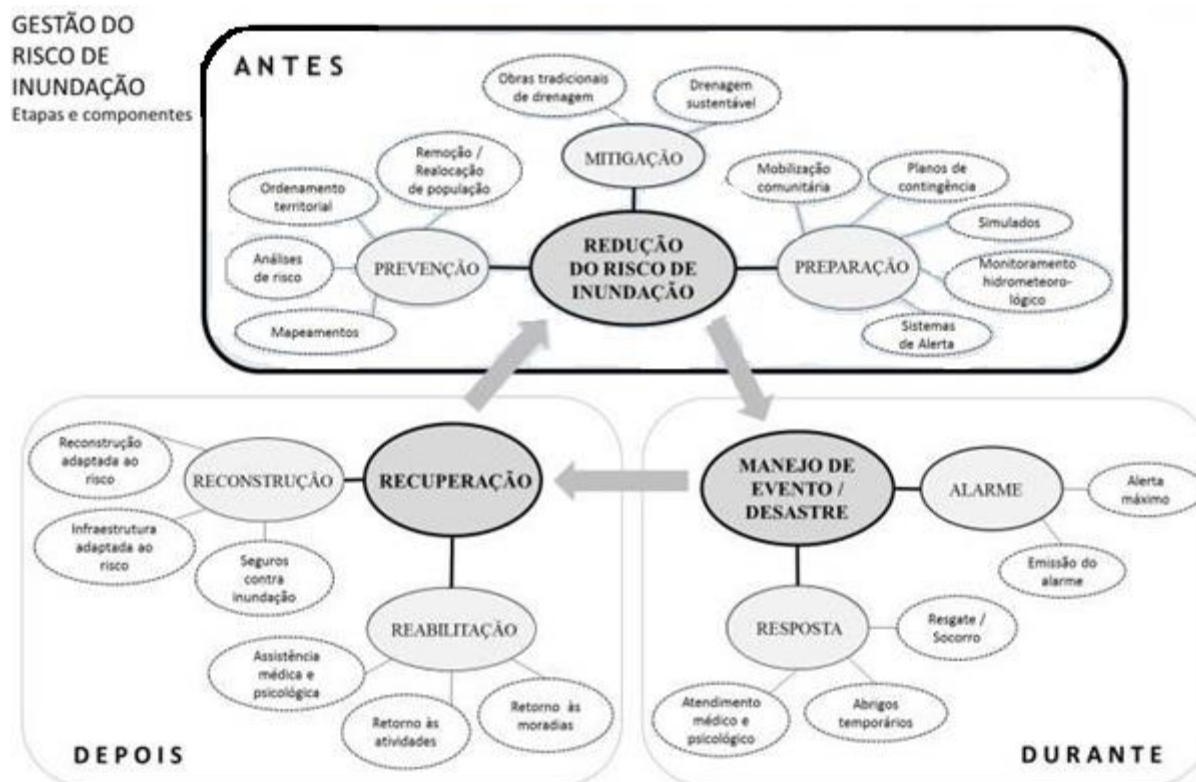 GESTÃO DO
RISCO DE
INUNDAÇÃO
Etapas e componentes
ANTES
Obras tradicionais
de drenagem
Drenagem
sustentável
MITIGAÇÃO
Remoção /
Realocação
de população
Ordenamento
territorial
Análises
de risco
Mapeamentos
PREVENÇÃO
REDUÇÃO
DO RISCO DE
INUNDAÇÃO
Mobilização
comunitária
Planos de
contingência
Simulados
PREPARAÇÃO
Monitoramento
hidrometeoro-
lógico
Sistemas
de Alerta
Reconstrução
adaptada ao
risco
RECONSTRUÇÃO
RECUPERAÇÃO
Infraestrutura
adaptada ao
risco
Seguros
contra
inundação
REABILITAÇÃO
Assistência
médica e
psicológica
Retorno às
atividades
Retorno às
moradias
DEPOIS
MANEJO DE
EVENTO /
DESASTRE
ALARME
Alerta
máximo
Emissão do
alarme
RESPOSTA
Resgate /
Socorro
Atendimento
médico e
psicológico
Abrigos
temporários
DURANTE